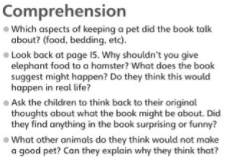 Comprehension
• Which aspects of keeping a pet did the book talk
about? (food, bedding, etc).
• Look back at page 15. Why shouldn't you give
elephant food to a hamster? What does the book
suggest might happen? Do they think this would
happen in real life?
• Ask the children to think back to their original
thoughts about what the book might be about. Did
they find anything in the book surprising or funny?
• What other animals do they think would not make
a good pet? Can they explain why they think that?